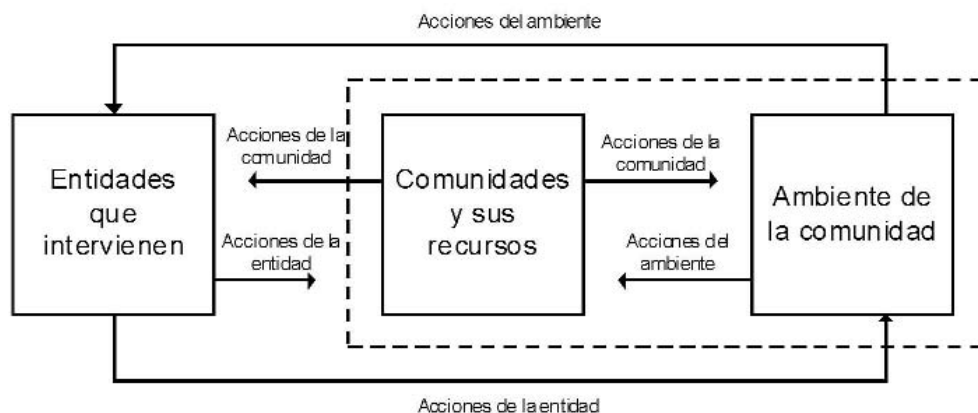 Acciones del ambiente
Entidades
que
intervienen
Acciones de la
comunidad
Acciones de la
entidad
Comunidades
y sus
recursos
Acciones de la
comunidad
Acciones del
ambiente
Ambiente de
la comunidad
Acciones de la entidad